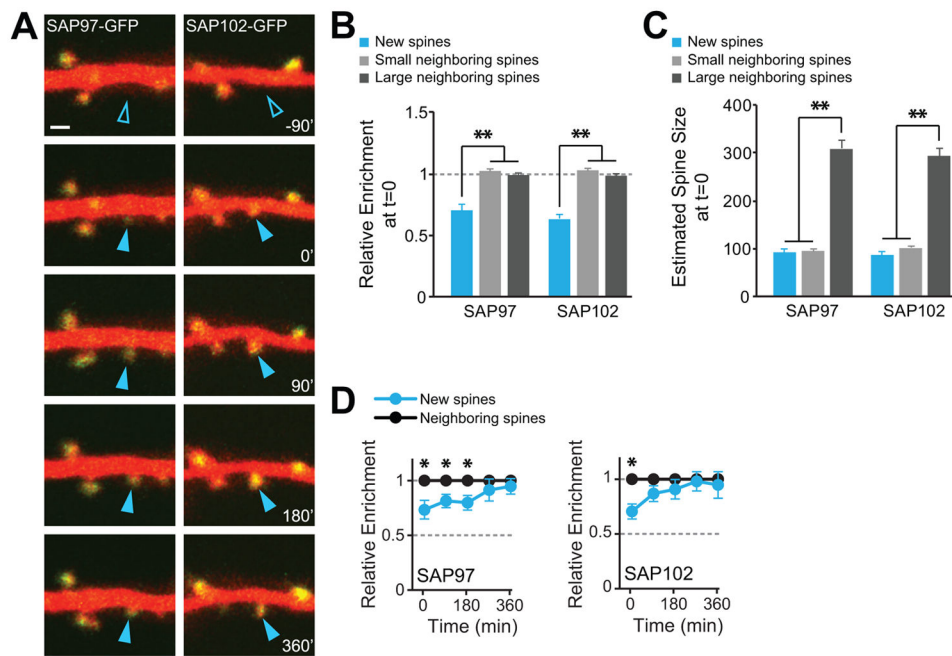 A
SAP97-GFP
SAP102-GFP
-90'
0'
90'
180'
360'
B
New spines
Small neighboring spines
Large neighboring spines
Relative Enrichment
at t=0
1.5
1
0.5
0
**
**
SAP97
SAP102
C
New spines
Small neighboring spines
Large neighboring spines
Estimated Spine Size
at t=0
400
300
200
100
0
**
**
SAP97
SAP102
D
New spines
Neighboring spines
Relative Enrichment
1
0.5
1
* * *
SAP97
0 180 360
Time (min)
Relative Enrichment
1
0.5
0
*
SAP102
0 180 360
Time (min)